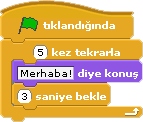 tıklandığında
5 kez tekrarla
Merhaba! diye konuş
3 saniye bekle